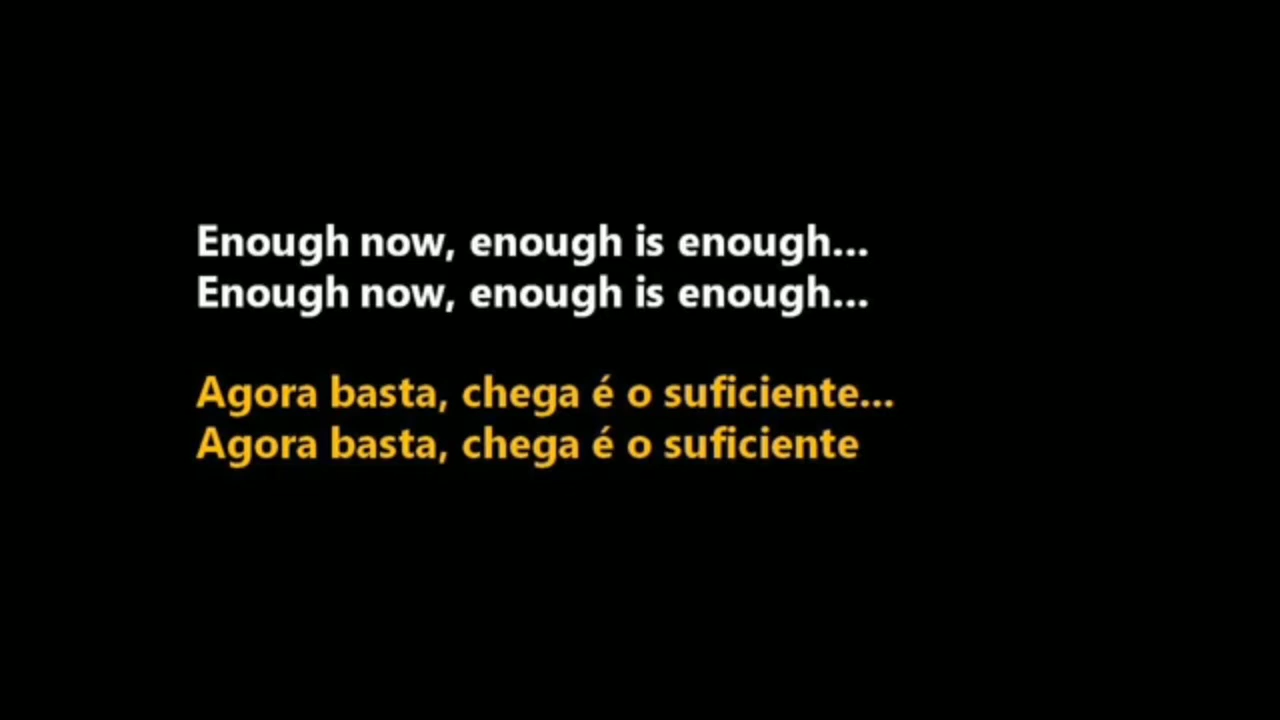 Enough now, enough is enough...
Enough now, enough is enough...
Agora basta, chega é o suficiente...
Agora basta, chega é o suficiente